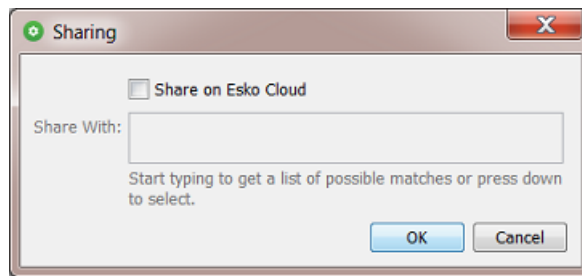 Sharing
Share on Esko Cloud
Share With:
Start typing to get a list of possible matches or press down
to select.
OK
Cancel